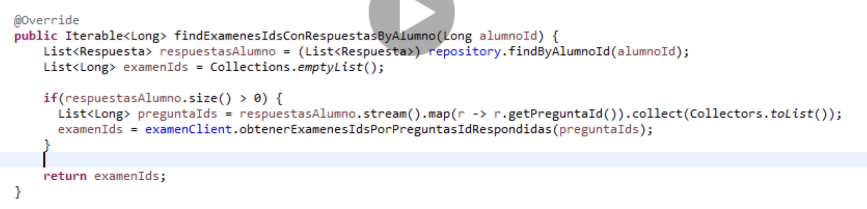 @Override
public Iterable<Long> findExamenesIdsConRespuestasByAlumno(Long alumnoId) {
List<Respuesta> respuestasAlumno = (List<Respuesta>) repository.findByAlumnoId(alumnoId);
List<Long> examenIds = Collections.emptyList();
if(respuestasAlumno.size() > 0) {
List<Long> preguntaIds = respuestasAlumno.stream().map(r -> r.getPreguntaId()).collect(Collectors.toList());
examenIds = examenClient.obtenerExamenesIdsPorPreguntasIdRespondidas(preguntaIds);
}
return examenIds;
}